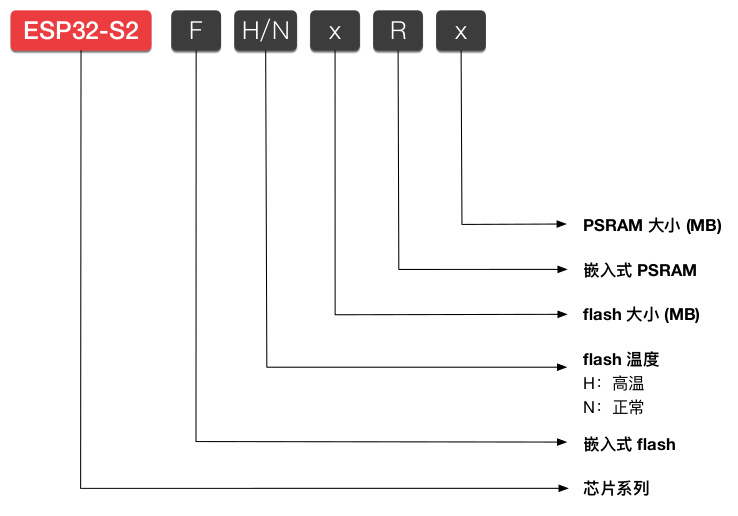 ESP32-S2 F H/N x R x
PSRAM 大小 (MB)
嵌入式 PSRAM
flash 大小 (MB)
flash 温度
H：高温
N：正常
嵌入式 flash
芯片系列